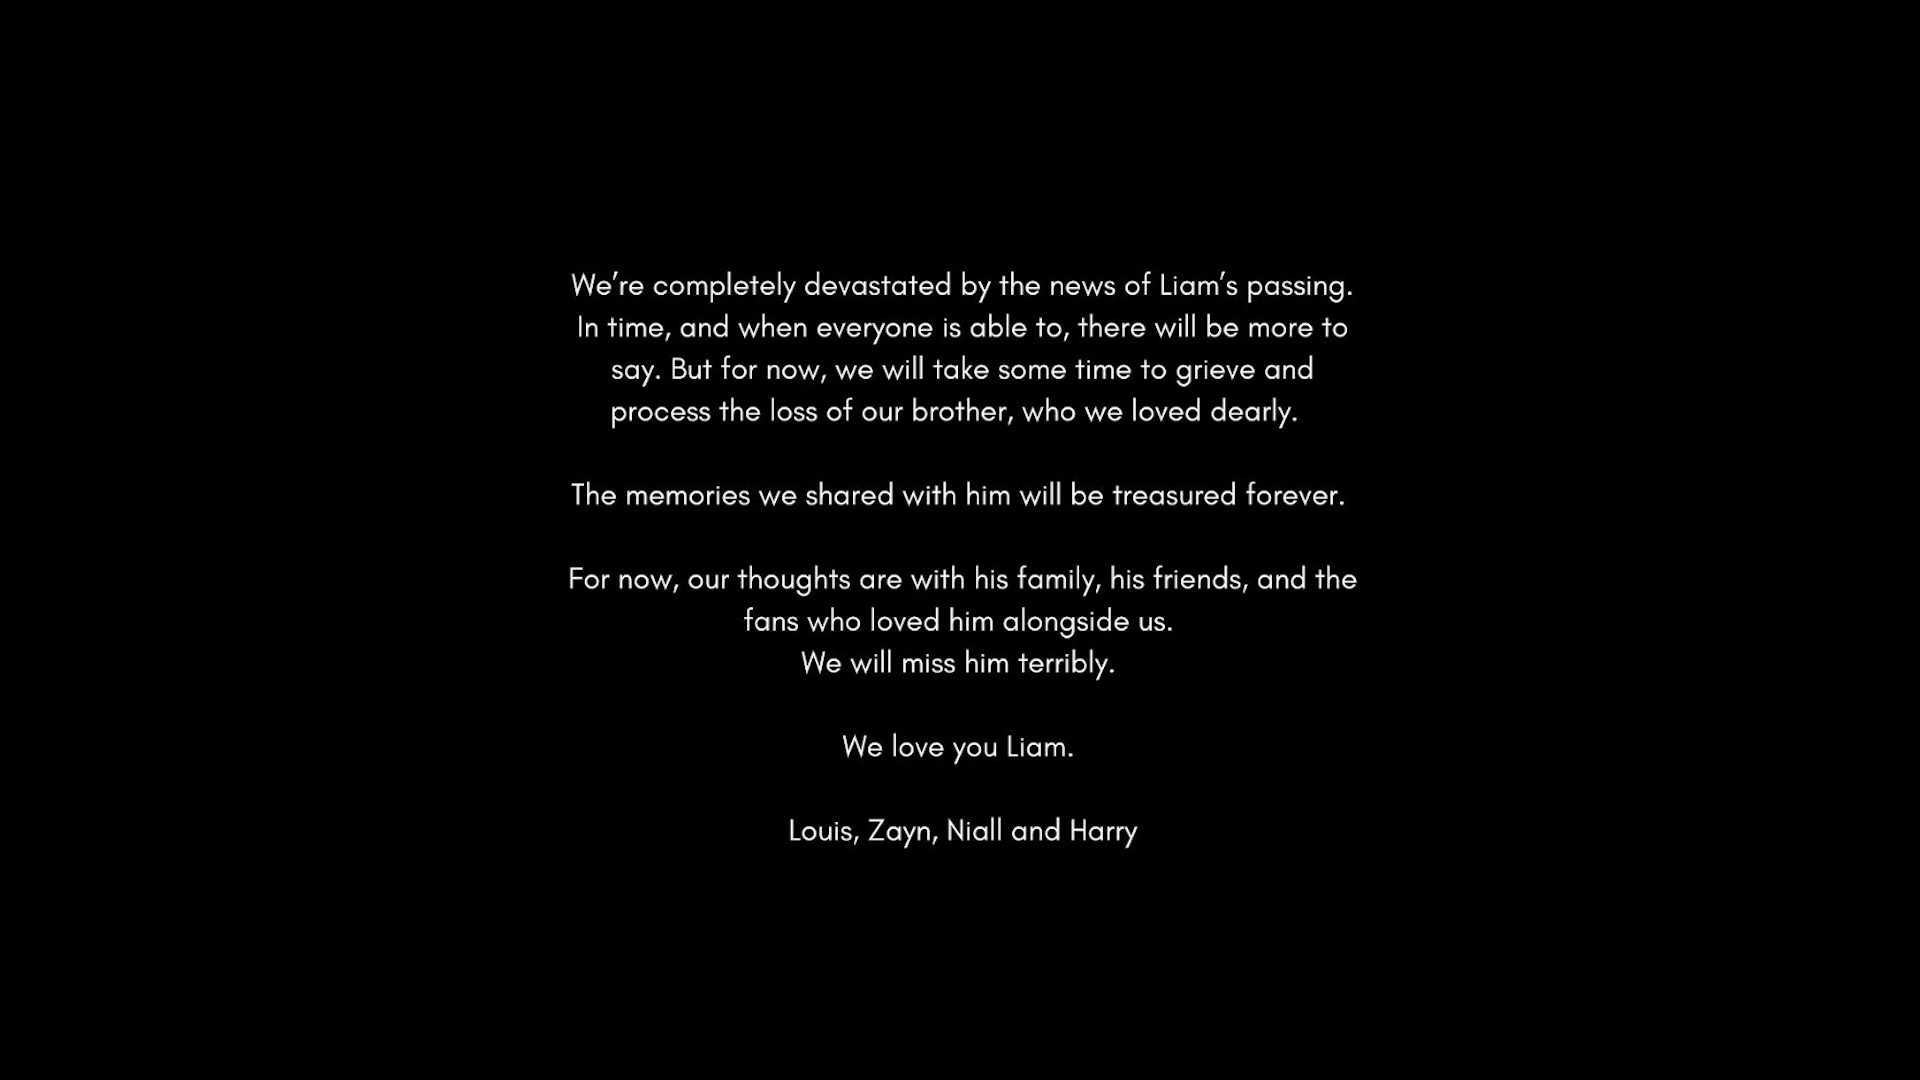 We’re completely devastated by the news of Liam’s passing.
In time, and when everyone is able to, there will be more to
say. But for now, we will take some time to grieve and
process the loss of our brother, who we loved dearly.
The memories we shared with him will be treasured forever.
For now, our thoughts are with his family, his friends, and the
fans who loved him alongside us.
We will miss him terribly.
We love you Liam.
Louis, Zayn, Niall and Harry